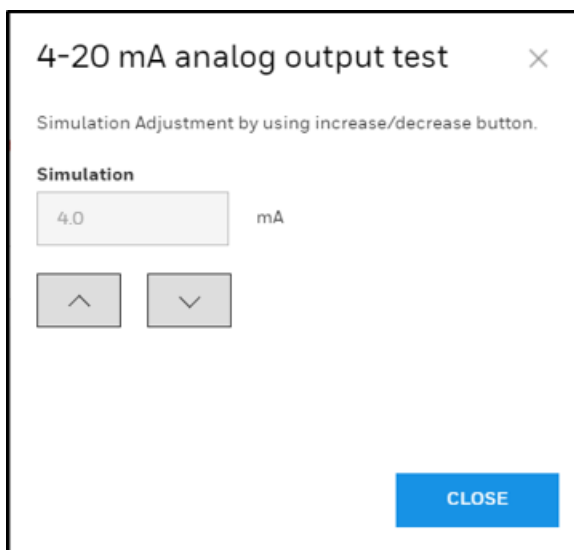 4-20 mA analog output test
Simulation Adjustment by using increase/decrease button.
Simulation
4.0 mA
CLOSE